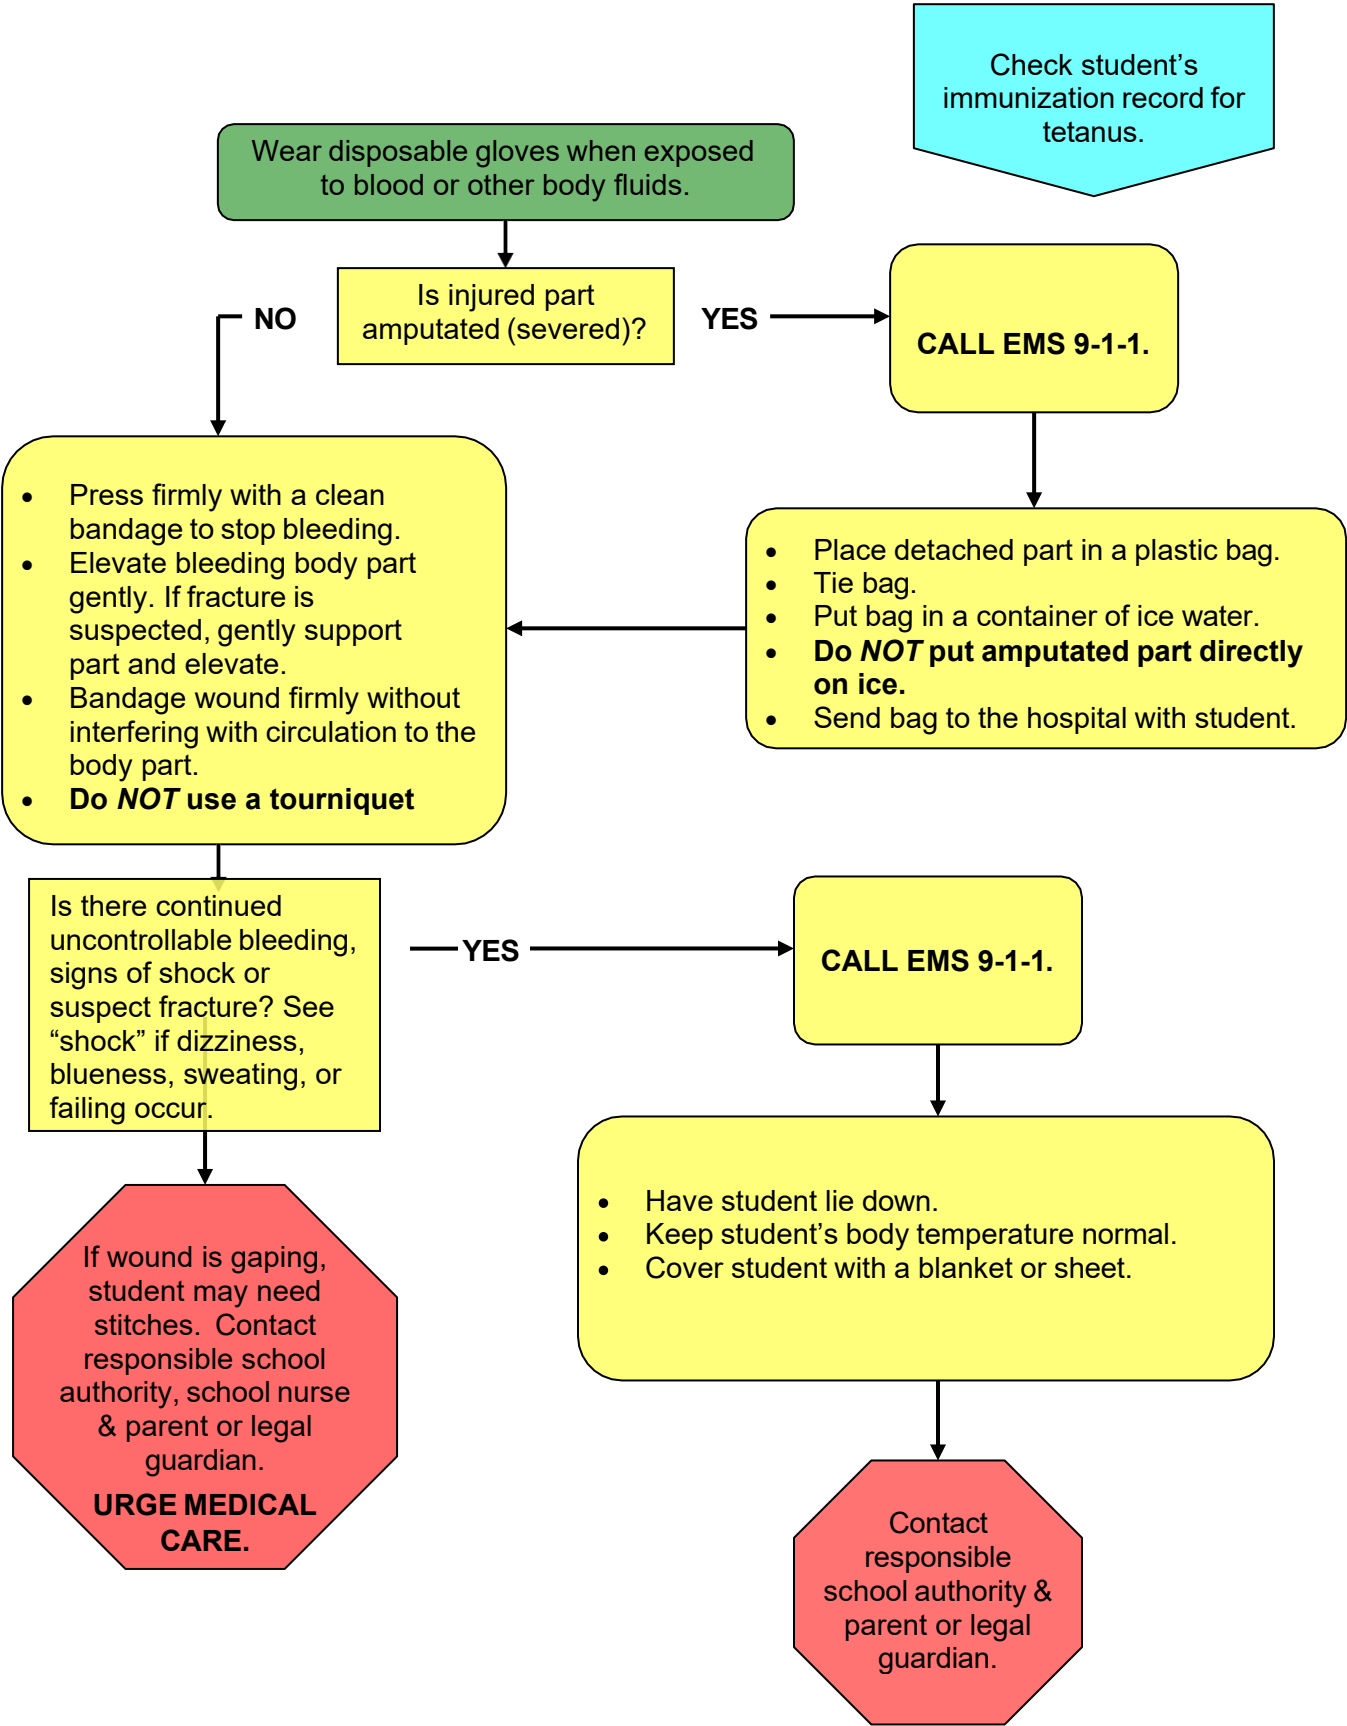 Check student’s
immunization record for
tetanus.
Wear disposable gloves when exposed
to blood or other body fluids.
Is injured part
amputated (severed)?
NO
YES
CALL EMS 9-1-1.
• Press firmly with a clean
bandage to stop bleeding.
• Elevate bleeding body part
gently. If fracture is
suspected, gently support
part and elevate.
• Bandage wound firmly without
interfering with circulation to the
body part.
• Do NOT use a tourniquet
• Place detached part in a plastic bag.
• Tie bag.
• Put bag in a container of ice water.
• Do NOT put amputated part directly
on ice.
• Send bag to the hospital with student.
Is there continued
uncontrollable bleeding,
signs of shock or
suspect fracture? See
“shock” if dizziness,
blueness, sweating, or
failing occur.
YES
CALL EMS 9-1-1.
• Have student lie down.
• Keep student’s body temperature normal.
• Cover student with a blanket or sheet.
If wound is gaping,
student may need
stitches. Contact
responsible school
authority, school nurse
& parent or legal
guardian.
URGE MEDICAL
CARE.
Contact
responsible
school authority &
parent or legal
guardian.